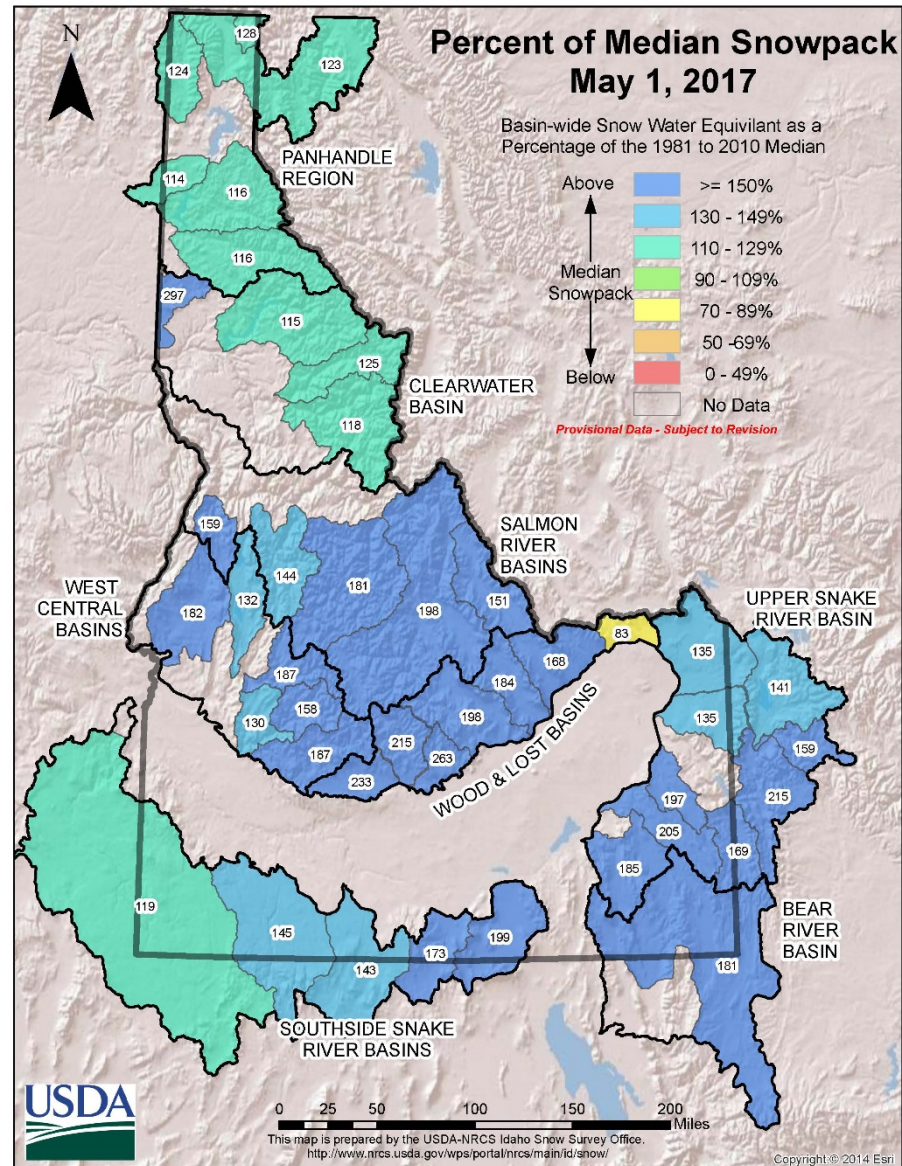 Percent of Median Snowpack
May 1, 2017
N
Basin-wide Snow Water Equivilant as a
Percentage of the 1981 to 2010 Median
Above
Median
Snowpack
Below
>= 150%
130 - 149%
110 - 129%
90 - 109%
70 - 89%
50 -69%
0 - 49%
No Data
Provisional Data - Subject to Revision
128
124
123
PANHANDLE
REGION
114
116
116
297
115
125
CLEARWATER
BASIN
118
SALMON
RIVER
BASINS
159
144
WEST
CENTRAL
BASINS
182
132
181
198
151
UPPER SNAKE
RIVER BASIN
83
135
141
187
168
184
130
158
198
135
187
215
263
233
WOOD & LOST BASINS
159
215
197
205
169
185
119
145
143
173
199
BEAR
RIVER
BASIN
181
SOUTHSIDE SNAKE
RIVER BASINS
USDA
0 25 50 100 150 200
Miles
This map is prepared by the USDA-NRCS Idaho Snow Survey Office.
http://www.nrcs.usda.gov/wps/portal/nrcs/main/id/snow/
Copyright:© 2014 Esri